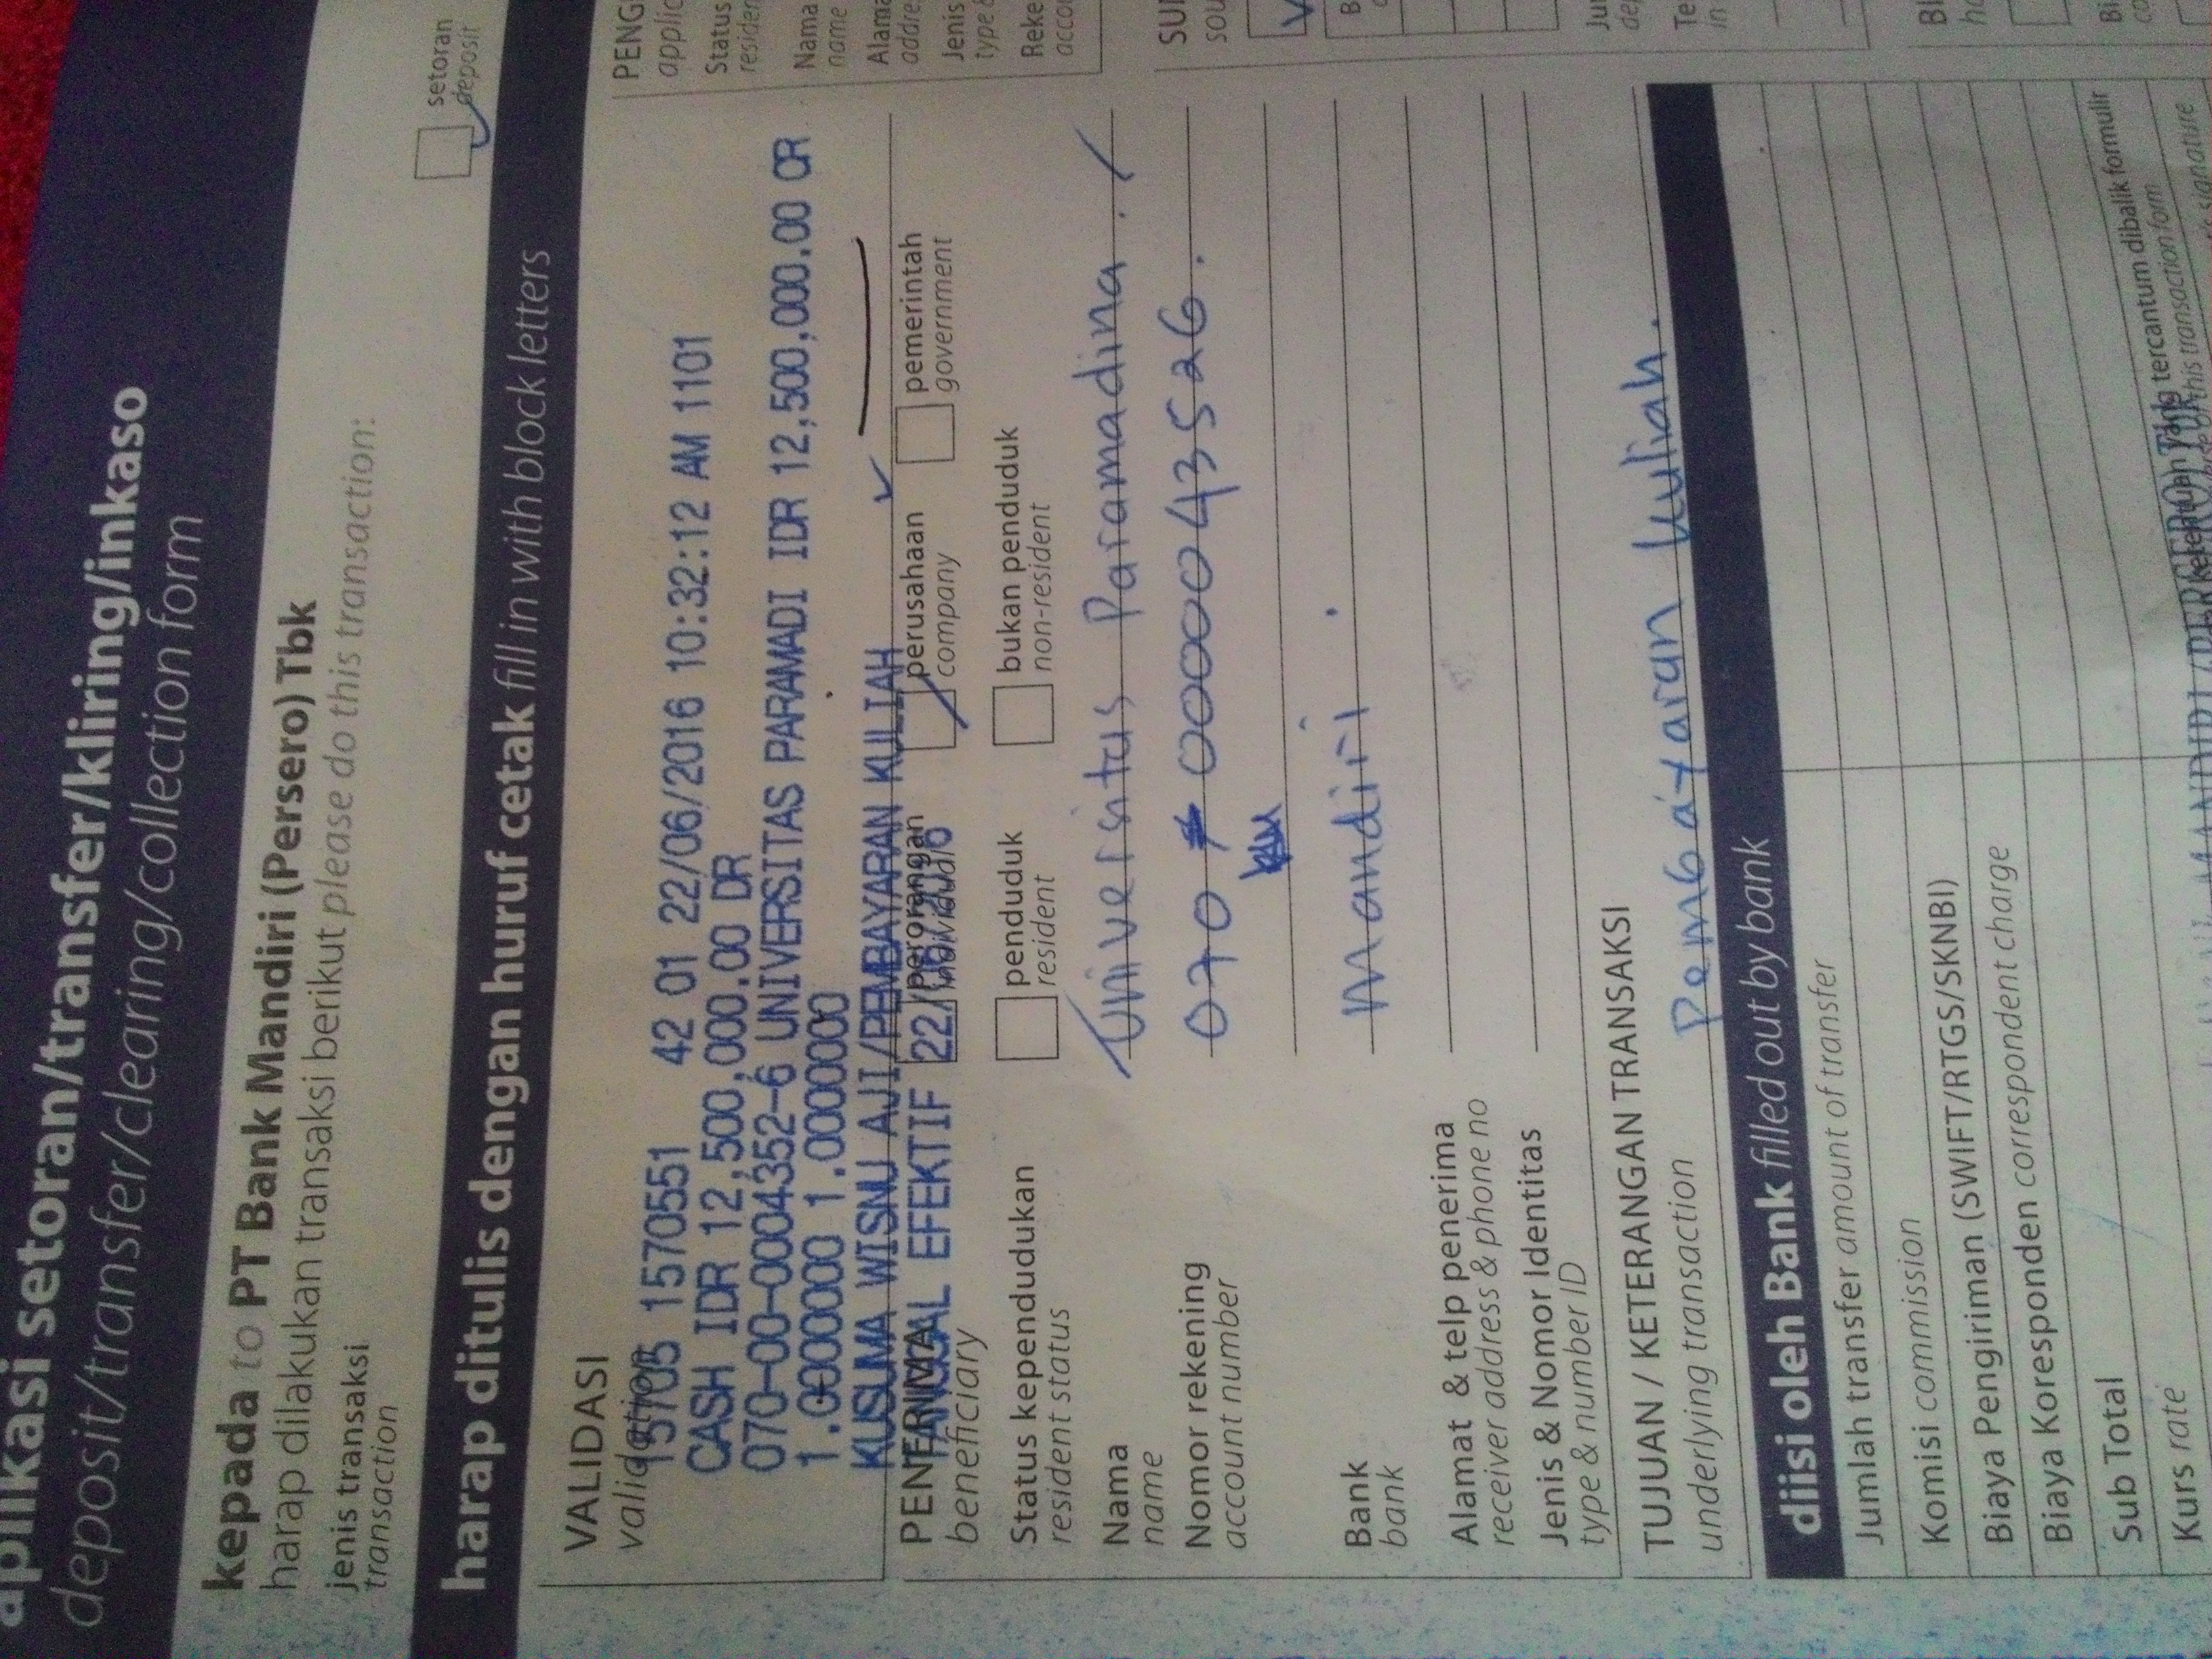 aplikasi setoran/transfer/kliring/inkaso
deposit/transfer/clearing/collection form
kepada to PT Bank Mandiri (Persero) Tbk
harap dilakukan transaksi berikut please do this transaction:
jenis transaksi
transaction
setoran
deposit
harap ditulis dengan huruf cetak fill in with block letters
VALIDASI
validation
15705 1570551 42 01 22/06/2016 10:32:12 AM 1101
CASH IDR 12,500,000.00 DR
070-00-0004352-6 UNIVERSITAS PARAMADI IDR 12,500,000.00 CR
1.0000000 1.0000000
KUSUMA WISNU AJI/PEMBAYARAN KULIAH
TANGGAL EFEKTIF 22/06/2016
PENERIMA perorangan perusahaan pemerintah
beneficiary individual company government
Status kependudukan penduduk bukan penduduk
resident status resident non-resident
Nama Universitas Paramadina
name
Nomor rekening 070 0000043526.
account number
Bank Mandiri
bank
Alamat & telp penerima
receiver address & phone no
Jenis & Nomor Identitas
type & number ID
TUJUAN / KETERANGAN TRANSAKSI
underlying transaction Pembayaran kuliah.
diisi oleh Bank filled out by bank
Jumlah transfer amount of transfer
Komisi commission
Biaya Pengiriman (SWIFT/RTGS/SKNBI)
Biaya Koresponden correspondent charge
Sub Total
Kurs rate
yang tercantum dibalik formulir
of this transaction form
signature
MANDIRI (PERSERO) Tbk
PENG
applic
Status
residen
Nama
name
Alama
addre
Jenis
type &
Reke
acco